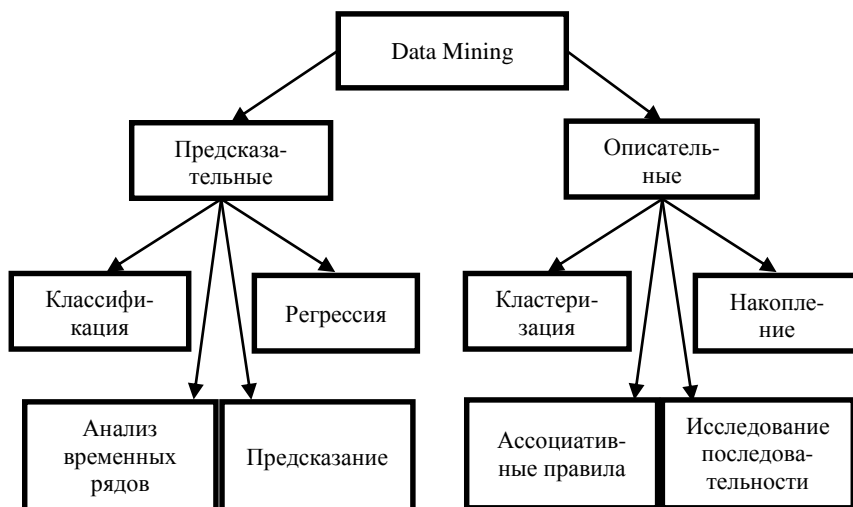 Data Mining
Предсказа-
тельные
Описатель-
ные
Классифи-
кация
Регрессия
Кластери-
зация
Накопле-
ние
Анализ
временных
рядов
Предсказание
Ассоциатив-
ные правила
Исследование
последова-
тельности